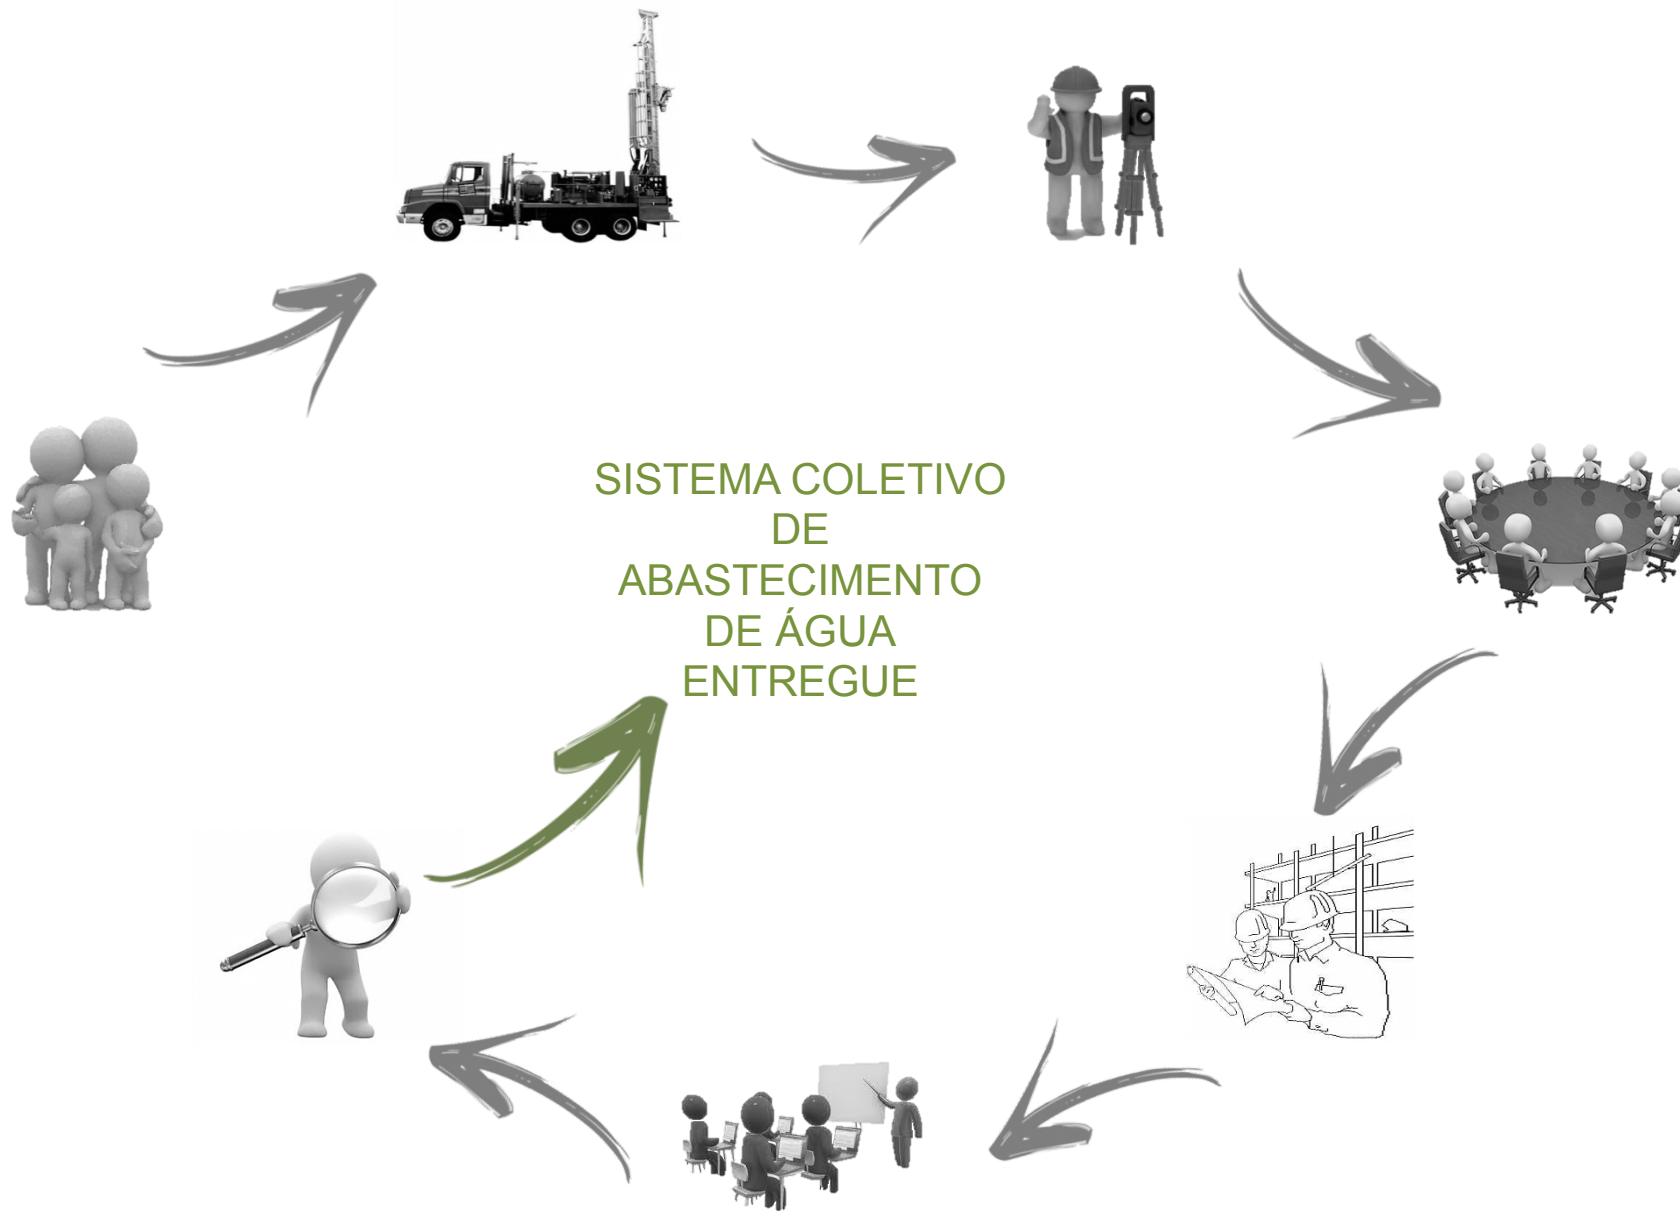 SISTEMA COLETIVO
DE
ABASTECIMENTO
DE ÁGUA
ENTREGUE